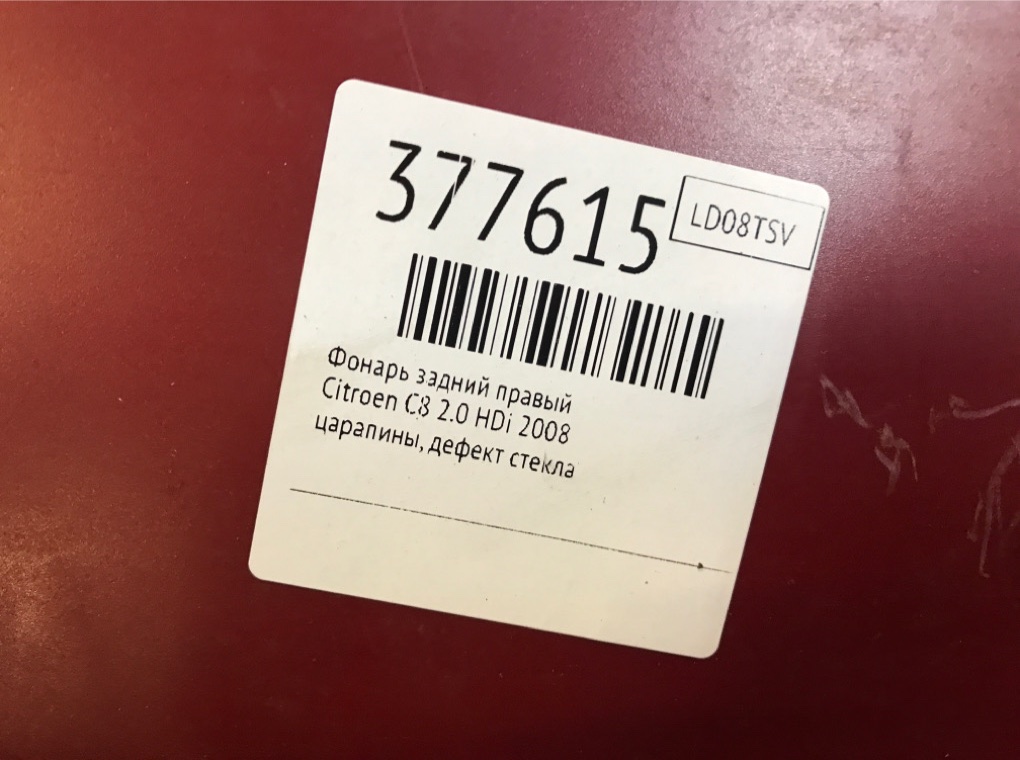 377615
LD08TSV
Фонарь задний правый
Citroen C8 2.0 HDi 2008
царапины, дефект стекла